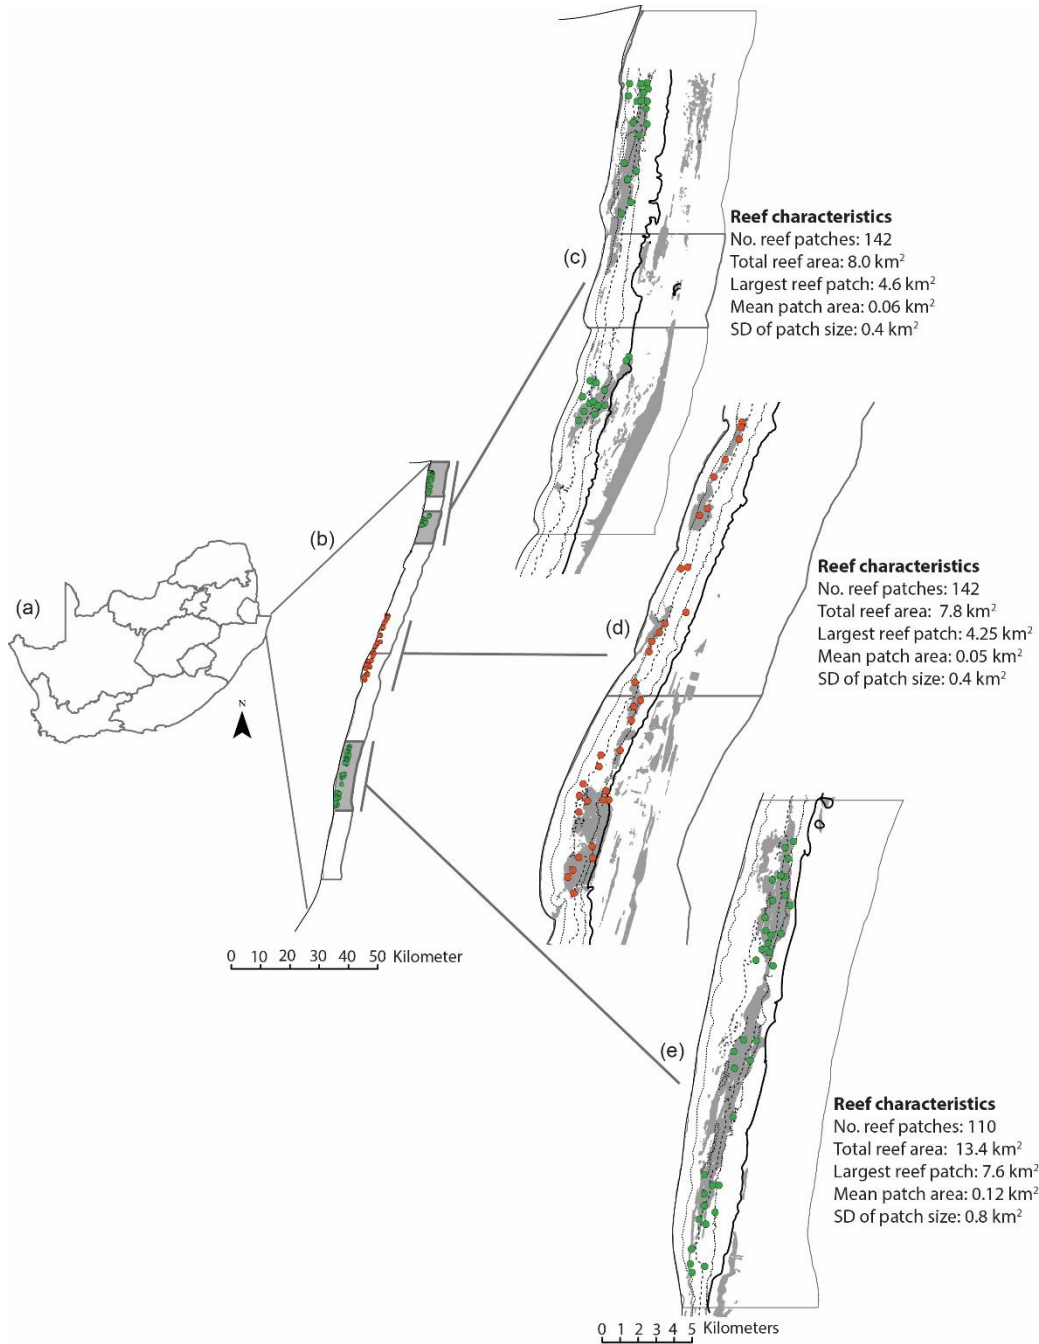 Reef characteristics
No. reef patches: 142
Total reef area: 8.0 km²
Largest reef patch: 4.6 km²
Mean patch area: 0.06 km²
SD of patch size: 0.4 km²
(c)
(b)
(a)
N
(d)
Reef characteristics
No. reef patches: 142
Total reef area: 7.8 km²
Largest reef patch: 4.25 km²
Mean patch area: 0.05 km²
SD of patch size: 0.4 km²
0 10 20 30 40 50 Kilometer
(e)
Reef characteristics
No. reef patches: 110
Total reef area: 13.4 km²
Largest reef patch: 7.6 km²
Mean patch area: 0.12 km²
SD of patch size: 0.8 km²
0 1 2 3 4 5 Kilometers